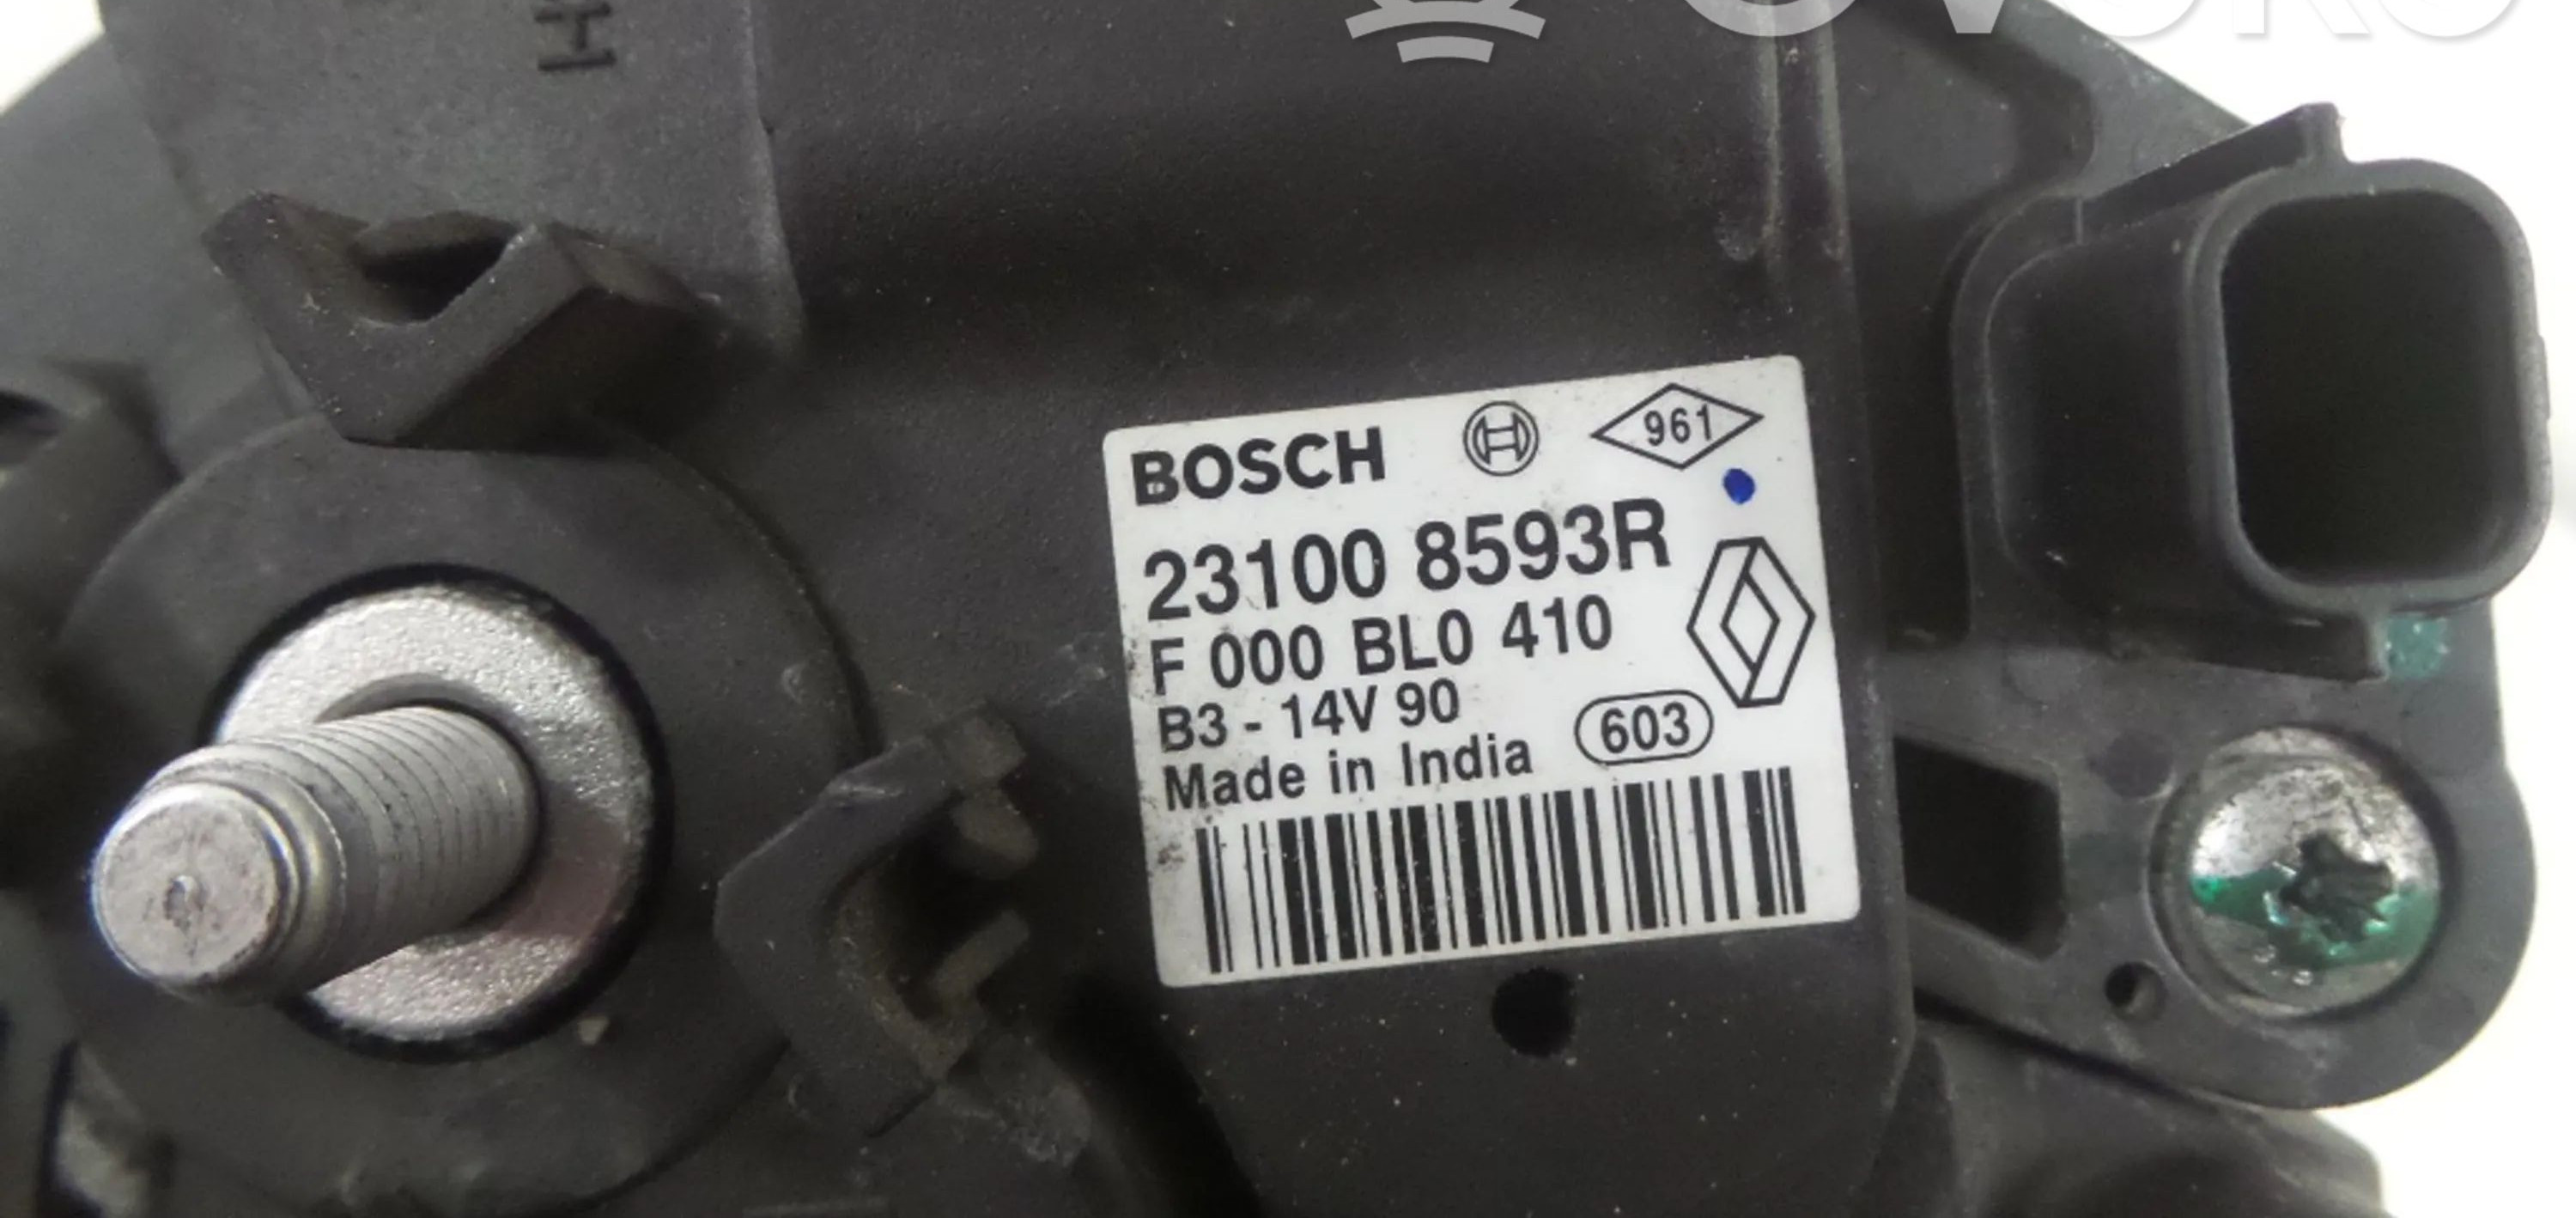 H
BOSCH 961
23100 8593R
F 000 BL0 410
B3 - 14V 90
Made in India 603